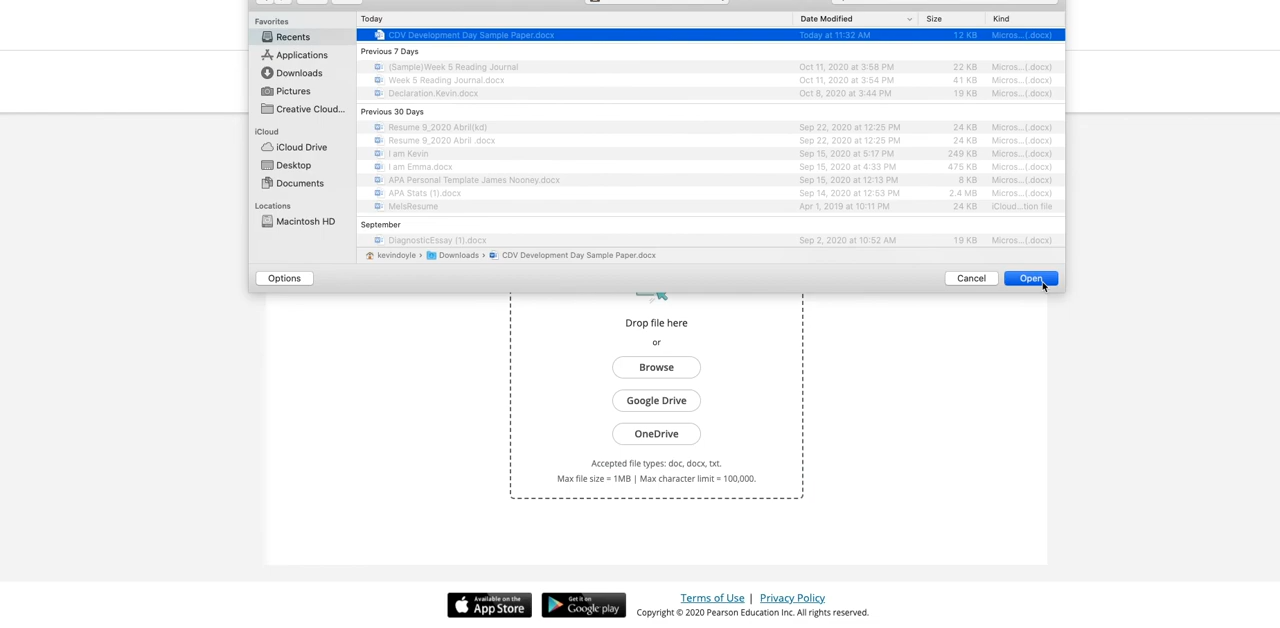 Favorites
Recents
Applications
Downloads
Pictures
Creative Cloud...
iCloud
iCloud Drive
Desktop
Documents
Locations
Macintosh HD
Today Date Modified Size Kind
CDV Development Day Sample Paper.docx Today at 11:32 AM 12 KB Micros...(.docx)
Previous 7 Days
(Sample)Week 5 Reading Journal Oct 11, 2020 at 3:58 PM 22 KB Micros...(.docx)
Week 5 Reading Journal.docx Oct 11, 2020 at 3:54 PM 41 KB Micros...(.docx)
Declaration.Kevin.docx Oct 8, 2020 at 3:44 PM 19 KB Micros...(.docx)
Previous 30 Days
Resume 9_2020 Abril(kd) Sep 22, 2020 at 12:25 PM 24 KB Micros...(.docx)
Resume 9_2020 Abril .docx Sep 22, 2020 at 12:25 PM 24 KB Micros...(.docx)
I am Kevin Sep 15, 2020 at 5:17 PM 249 KB Micros...(.docx)
I am Emma.docx Sep 15, 2020 at 4:33 PM 475 KB Micros...(.docx)
APA Personal Template James Nooney.docx Sep 15, 2020 at 12:13 PM 8 KB Micros...(.docx)
APA Stats (1).docx Sep 14, 2020 at 12:53 PM 2.4 MB Micros...(.docx)
MelsResume Apr 1, 2019 at 10:11 PM 24 KB iCloud...tion file
September
DiagnosticEssay (1).docx Sep 2, 2020 at 10:52 AM 19 KB Micros...(.docx)
kevindoyle › Downloads › CDV Development Day Sample Paper.docx
Options Cancel Open
Drop file here
or
Browse
Google Drive
OneDrive
Accepted file types: doc, docx, txt.
Max file size = 1MB | Max character limit = 100,000.
Available on the App Store
Get it on Google play
Terms of Use | Privacy Policy
Copyright © 2020 Pearson Education Inc. All rights reserved.